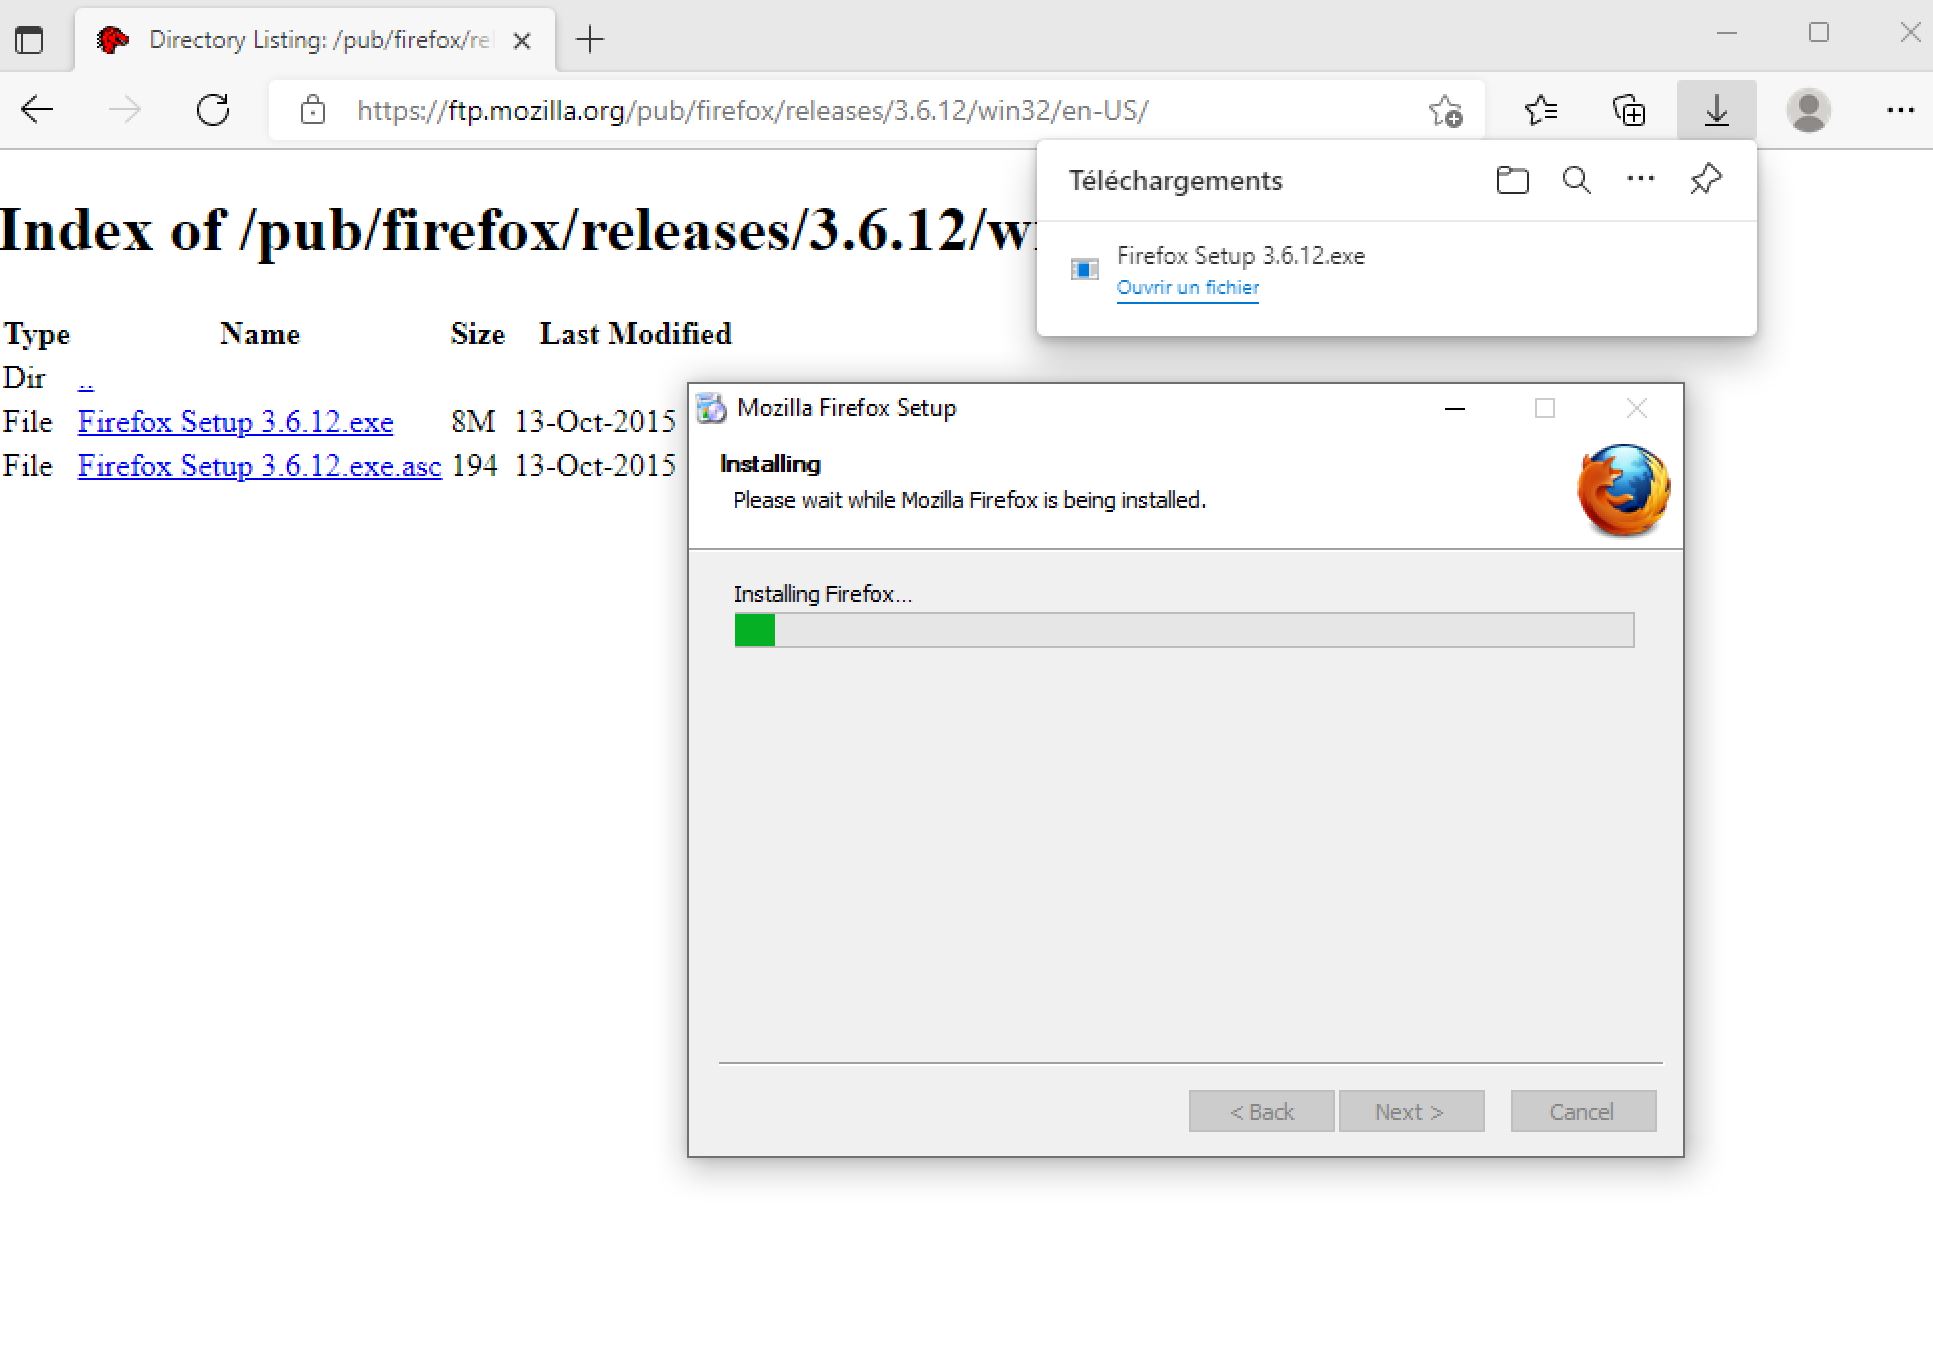 Directory Listing: /pub/firefox/re
https://ftp.mozilla.org/pub/firefox/releases/3.6.12/win32/en-US/
Téléchargements
Firefox Setup 3.6.12.exe
Ouvrir un fichier
Index of /pub/firefox/releases/3.6.12/w
Type Name Size Last Modified
Dir ..
File Firefox Setup 3.6.12.exe 8M 13-Oct-2015
File Firefox Setup 3.6.12.exe.asc 194 13-Oct-2015
Mozilla Firefox Setup
Installing
Please wait while Mozilla Firefox is being installed.
Installing Firefox...
< Back Next > Cancel